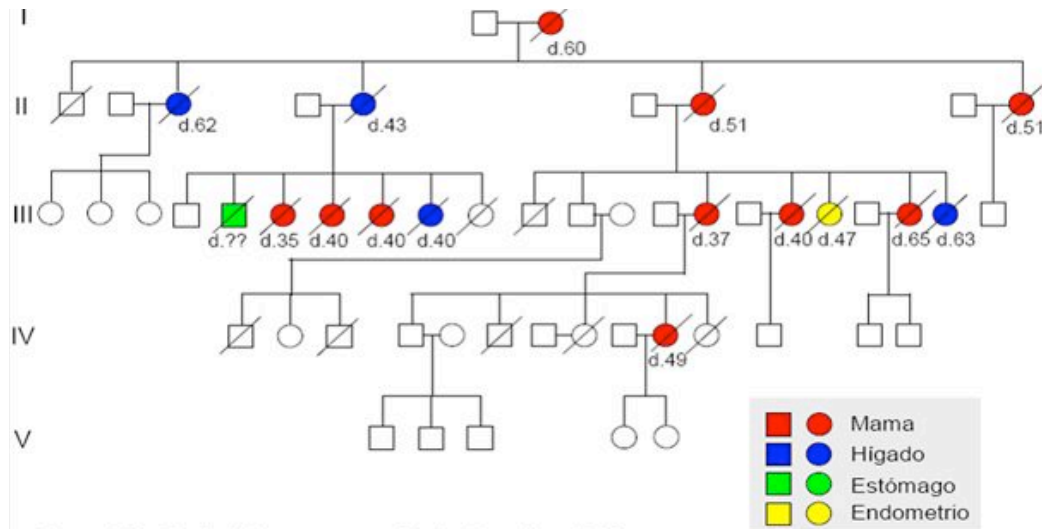 I
d.60
II
d.62 d.43 d.51 d.51
III
d.?? d.35 d.40 d.40 d.40 d.37 d.40 d.47 d.65 d.63
IV
d.49
V
Mama
Hígado
Estómago
Endometrio